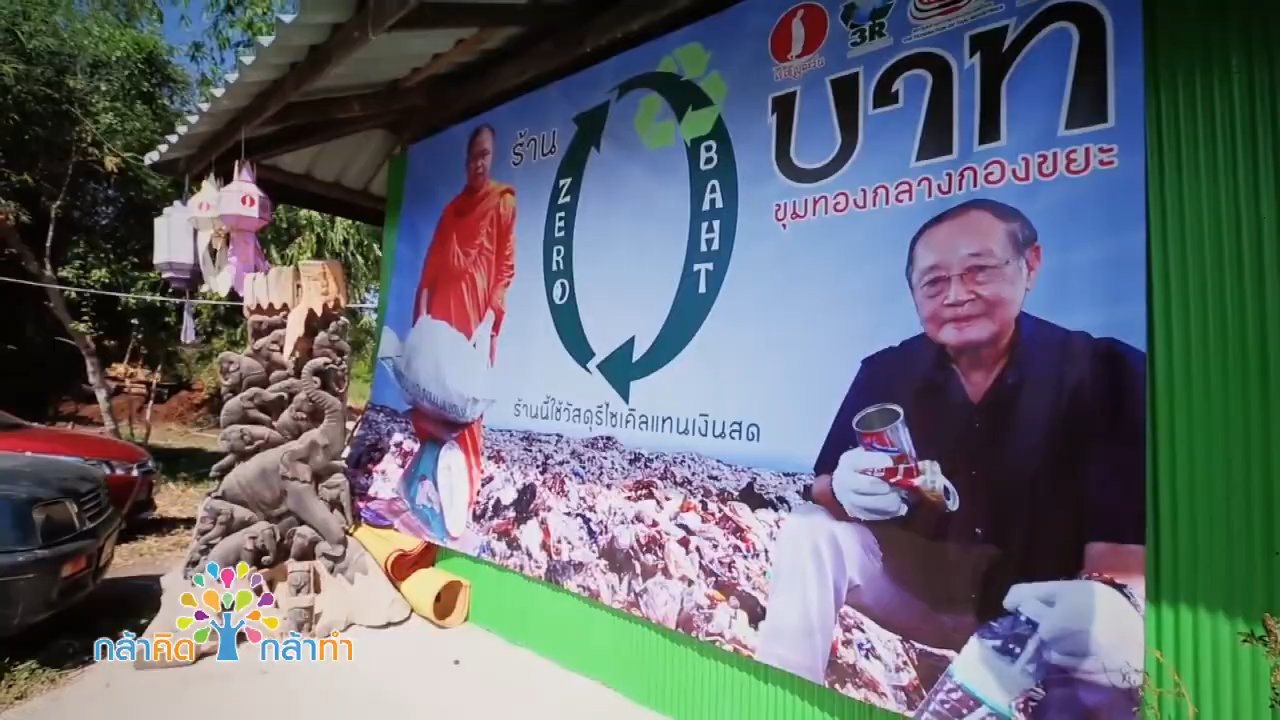 3R
ร้าน
บาท
ZERO
BAHT
ขุมทองกลางกองขยะ
ร้านนี้ใช้วัสดุรีไซเคิลแทนเงินสด
กล้าคิด กล้าทำ